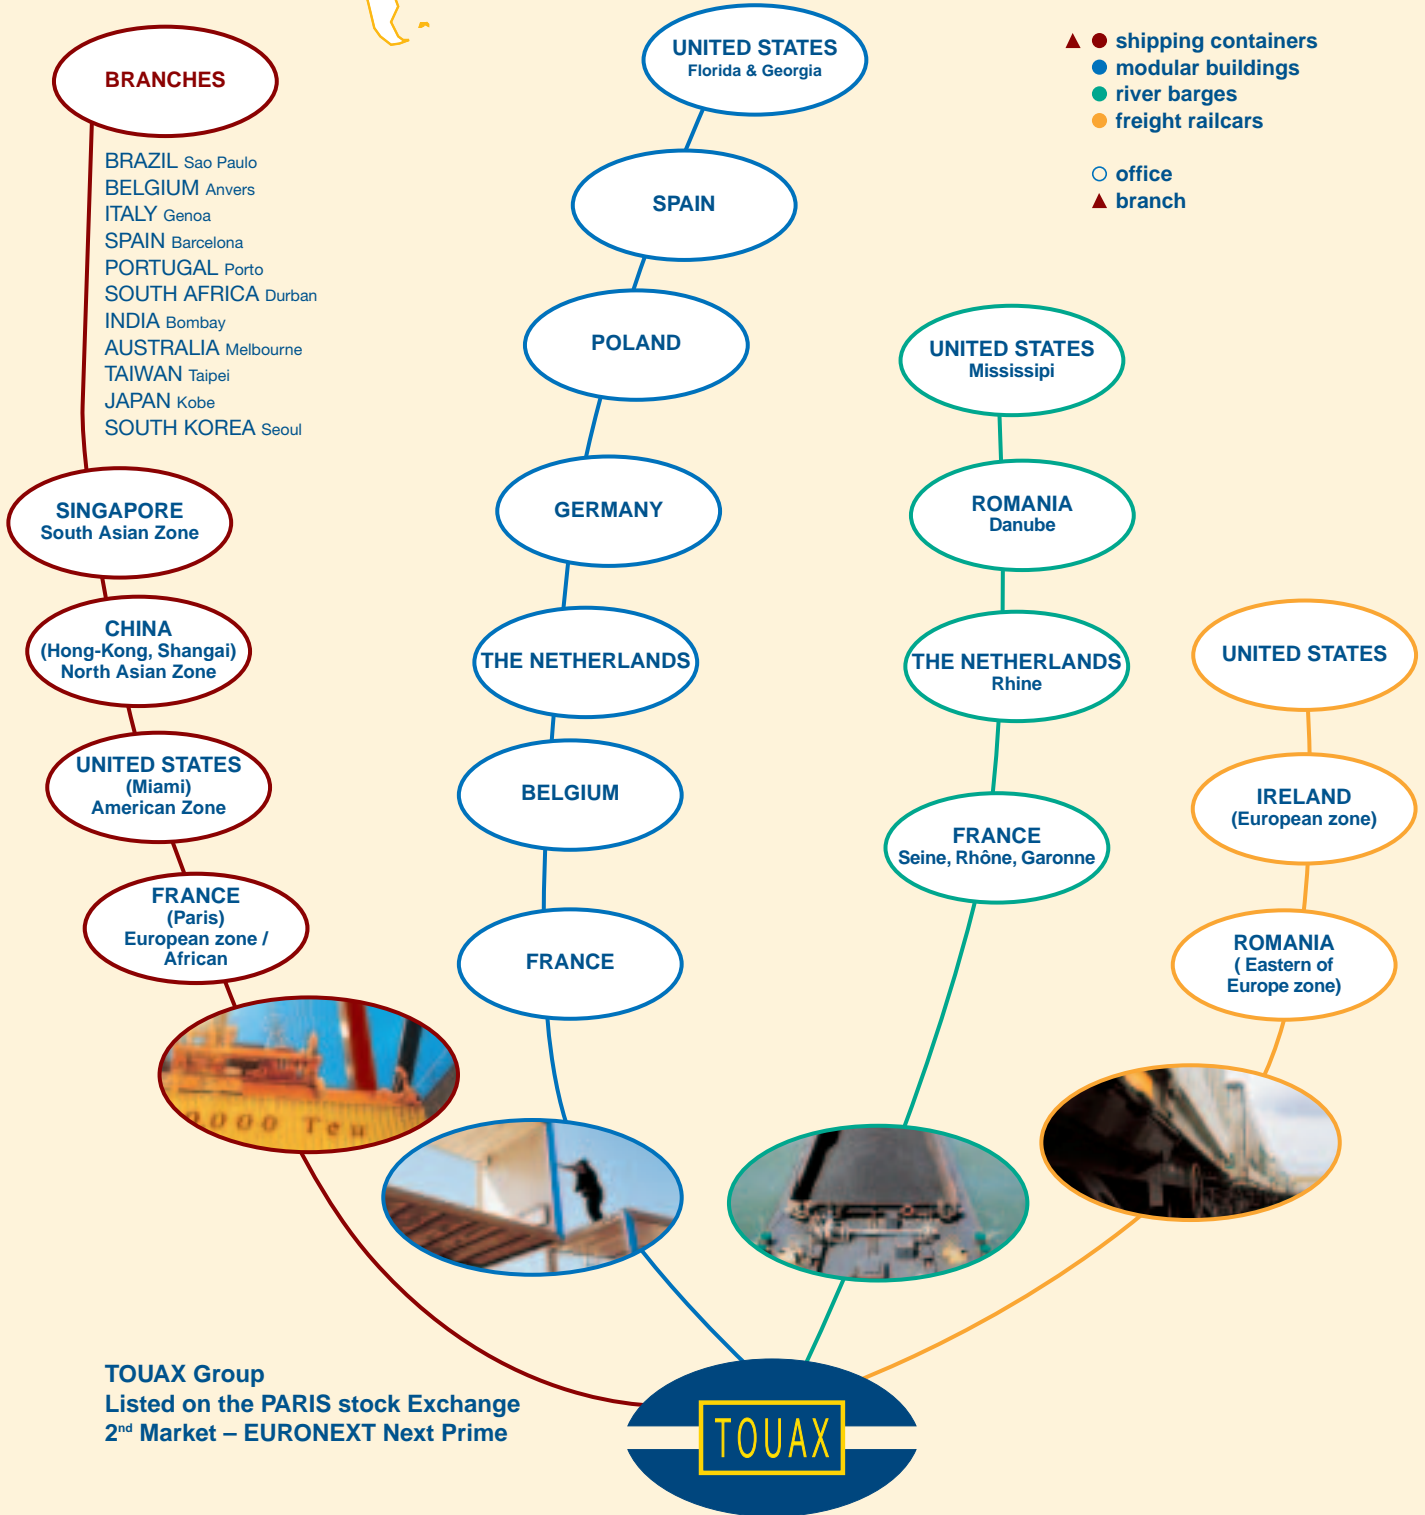 BRANCHES
BRAZIL Sao Paulo
BELGIUM Anvers
ITALY Genoa
SPAIN Barcelona
PORTUGAL Porto
SOUTH AFRICA Durban
INDIA Bombay
AUSTRALIA Melbourne
TAIWAN Taipei
JAPAN Kobe
SOUTH KOREA Seoul
SINGAPORE
South Asian Zone
CHINA
(Hong-Kong, Shangai)
North Asian Zone
UNITED STATES
(Miami)
American Zone
FRANCE
(Paris)
European zone /
African
000 Teu
UNITED STATES
Florida & Georgia
SPAIN
POLAND
GERMANY
THE NETHERLANDS
BELGIUM
FRANCE
shipping containers
modular buildings
river barges
freight railcars
office
branch
UNITED STATES
Mississipi
ROMANIA
Danube
THE NETHERLANDS
Rhine
FRANCE
Seine, Rhône, Garonne
UNITED STATES
IRELAND
(European zone)
ROMANIA
( Eastern of
Europe zone)
TOUAX Group
Listed on the PARIS stock Exchange
2nd Market – EURONEXT Next Prime
TOUAX